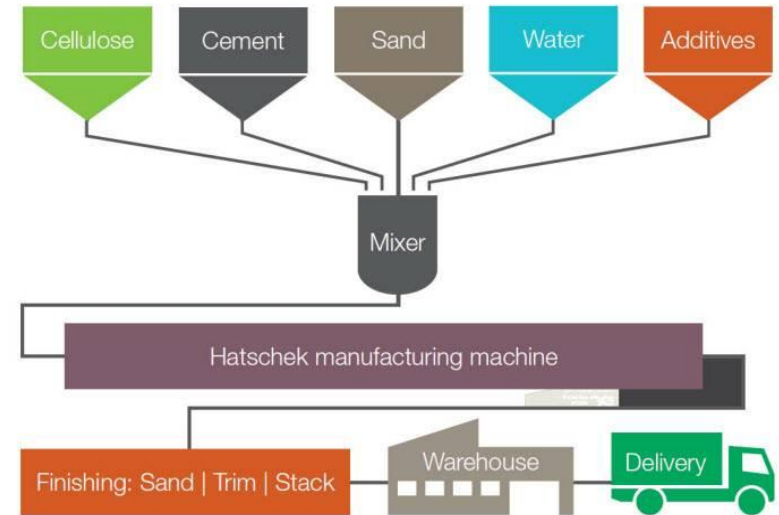 Cellulose
Cement
Sand
Water
Additives
Mixer
Hatschek manufacturing machine
Finishing: Sand | Trim | Stack
Warehouse
Delivery